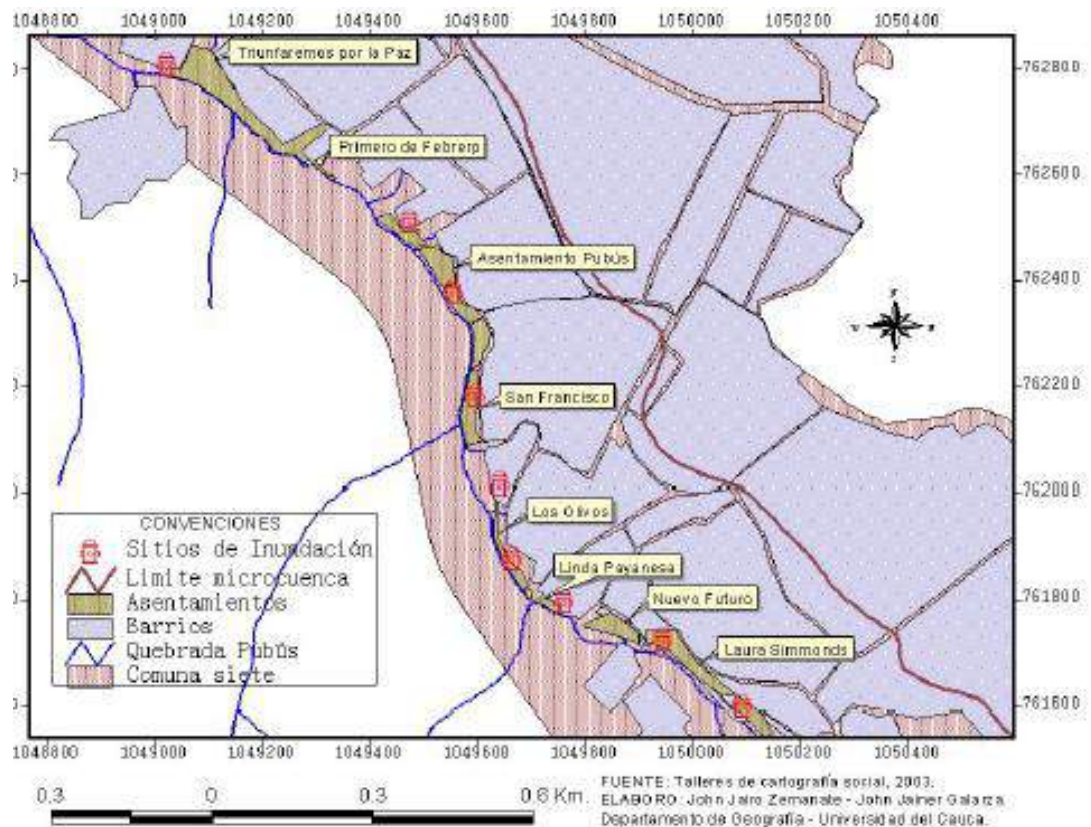 1048800 1049000 1049200 1049400 1049600 1049800 1050000 1050200 1050400
Triunfaremos por la Paz
762800
Primero de Febrero
762600
Asentamiento Pubús
762400
San Francisco
762200
762000
Los Olivos
CONVENCIONES
Sitios de Inundación
Limite microcuenca
Asentamientos
Barrios
Quebrada Pubús
Comuna siete
Linda Payanesa
761800
Nuevo Futuro
Laura Simmonds
761600
1048800 1049000 1049200 1049400 1049600 1049800 1050000 1050200 1050400
0.3 0 0.3 0.6 Km.
FUENTE: Talleres de cartografía social, 2003.
ELABORO: John Jairo Zemanate - John Jainer Galarza
Departamento de Geografía - Universidad del Cauca.